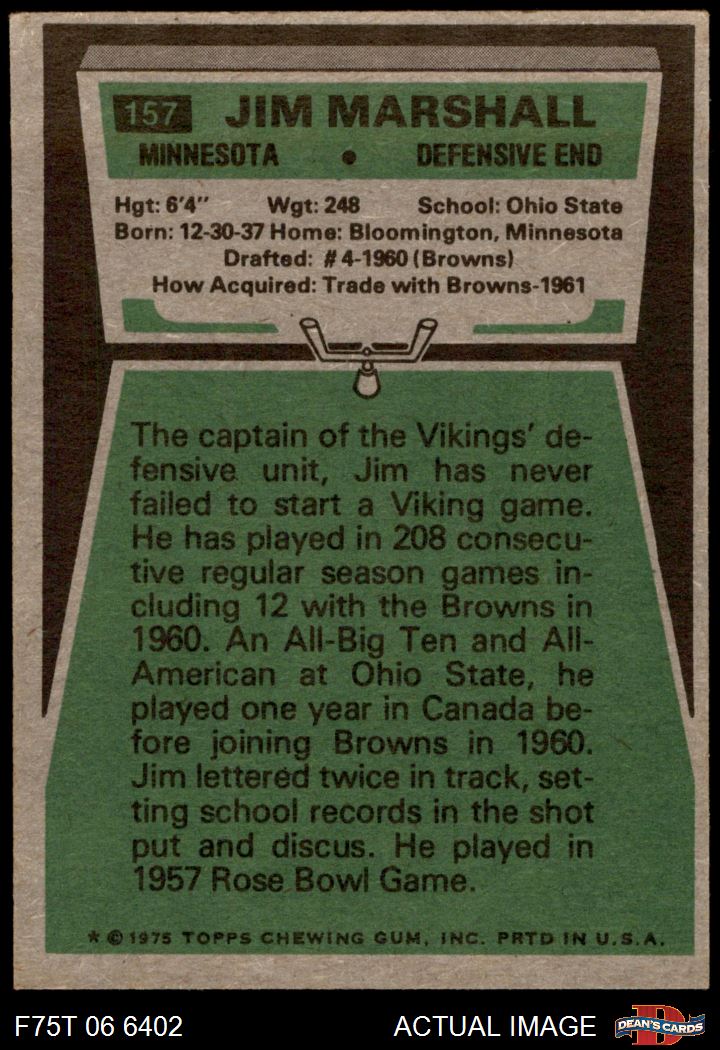 157 JIM MARSHALL
MINNESOTA • DEFENSIVE END
Hgt: 6'4" Wgt: 248 School: Ohio State
Born: 12-30-37 Home: Bloomington, Minnesota
Drafted: #4-1960 (Browns)
How Acquired: Trade with Browns-1961
The captain of the Vikings' de-
fensive unit, Jim has never
failed to start a Viking game.
He has played in 208 consecu-
tive regular season games in-
cluding 12 with the Browns in
1960. An All-Big Ten and All-
American at Ohio State, he
played one year in Canada be-
fore joining Browns in 1960.
Jim lettered twice in track, set-
ting school records in the shot
put and discus. He played in
1957 Rose Bowl Game.
* © 1975 TOPPS CHEWING GUM, INC. PRTD IN U.S.A.
F75T 06 6402 ACTUAL IMAGE D DEAN'S CARDS